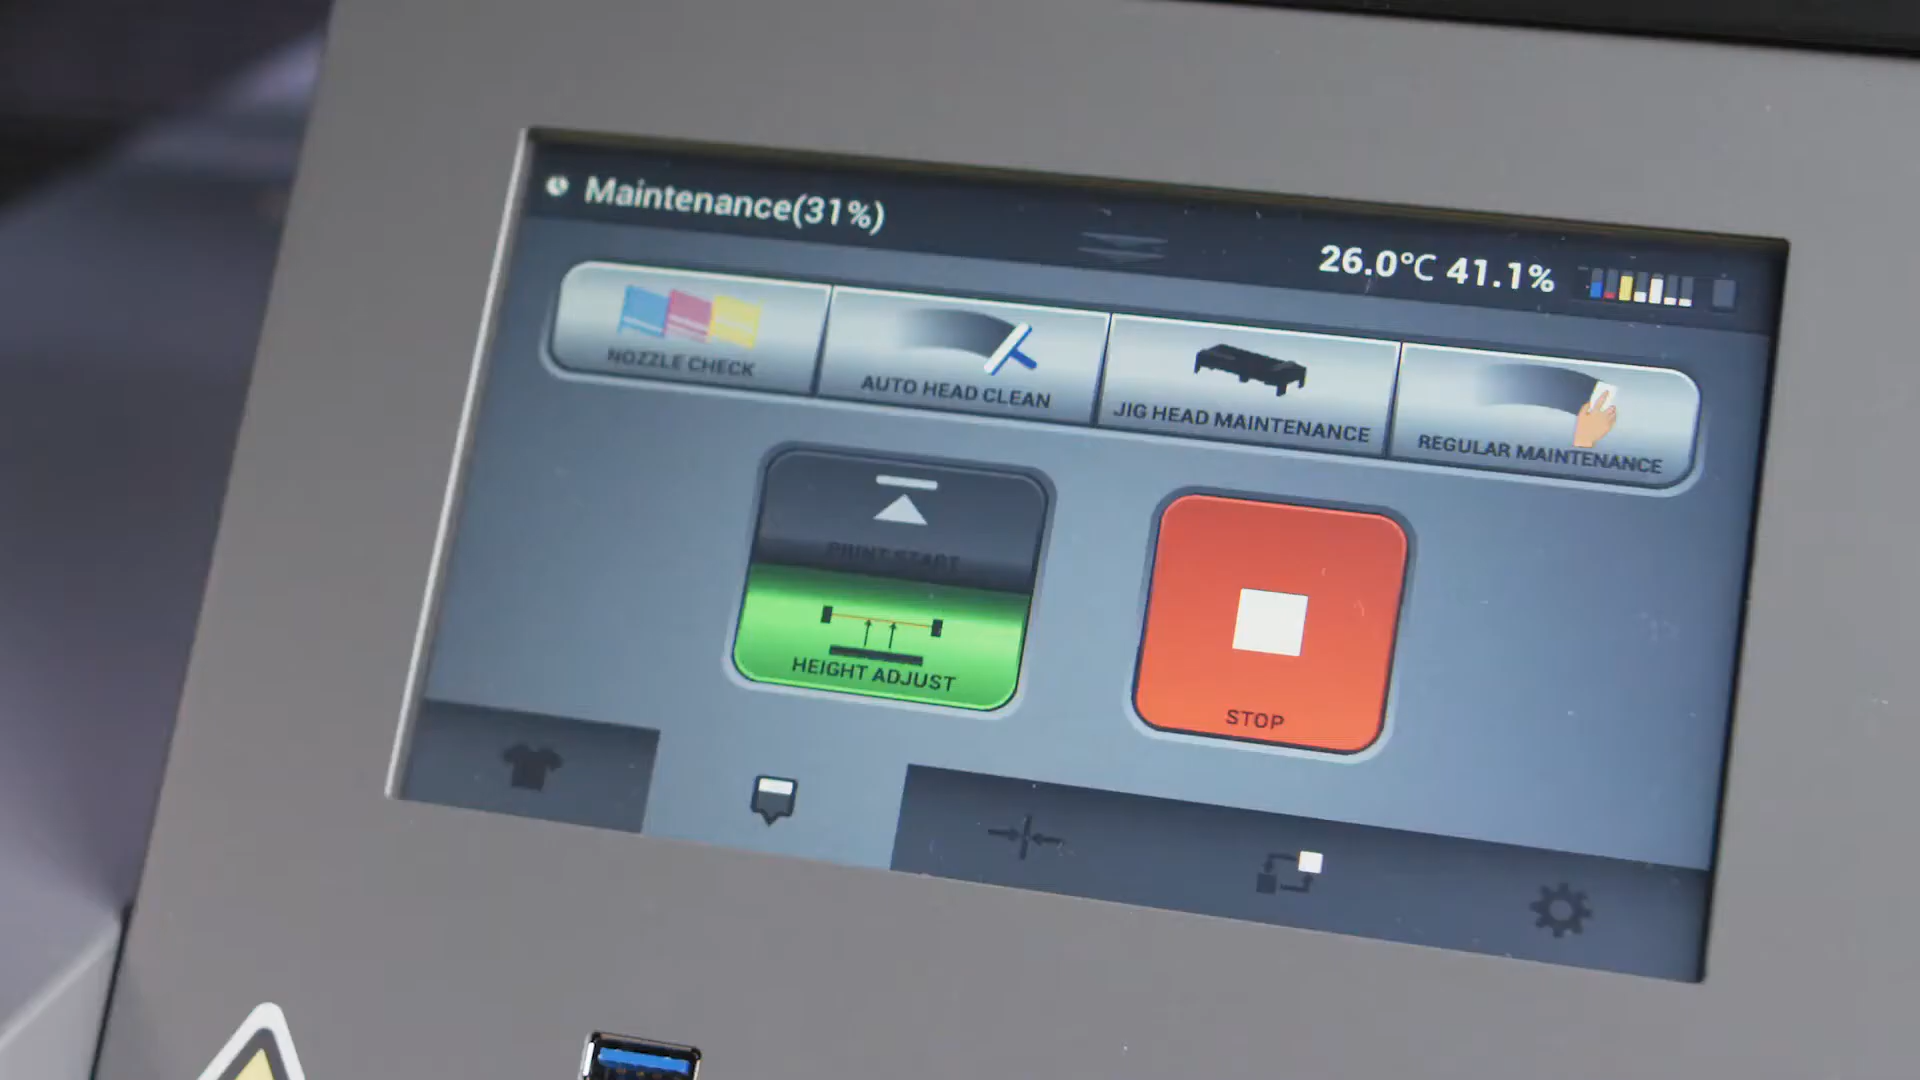 Maintenance(31%)
26.0°C 41.1%
NOZZLE CHECK
AUTO HEAD CLEAN
JIG HEAD MAINTENANCE
REGULAR MAINTENANCE
PRINT START
HEIGHT ADJUST
STOP